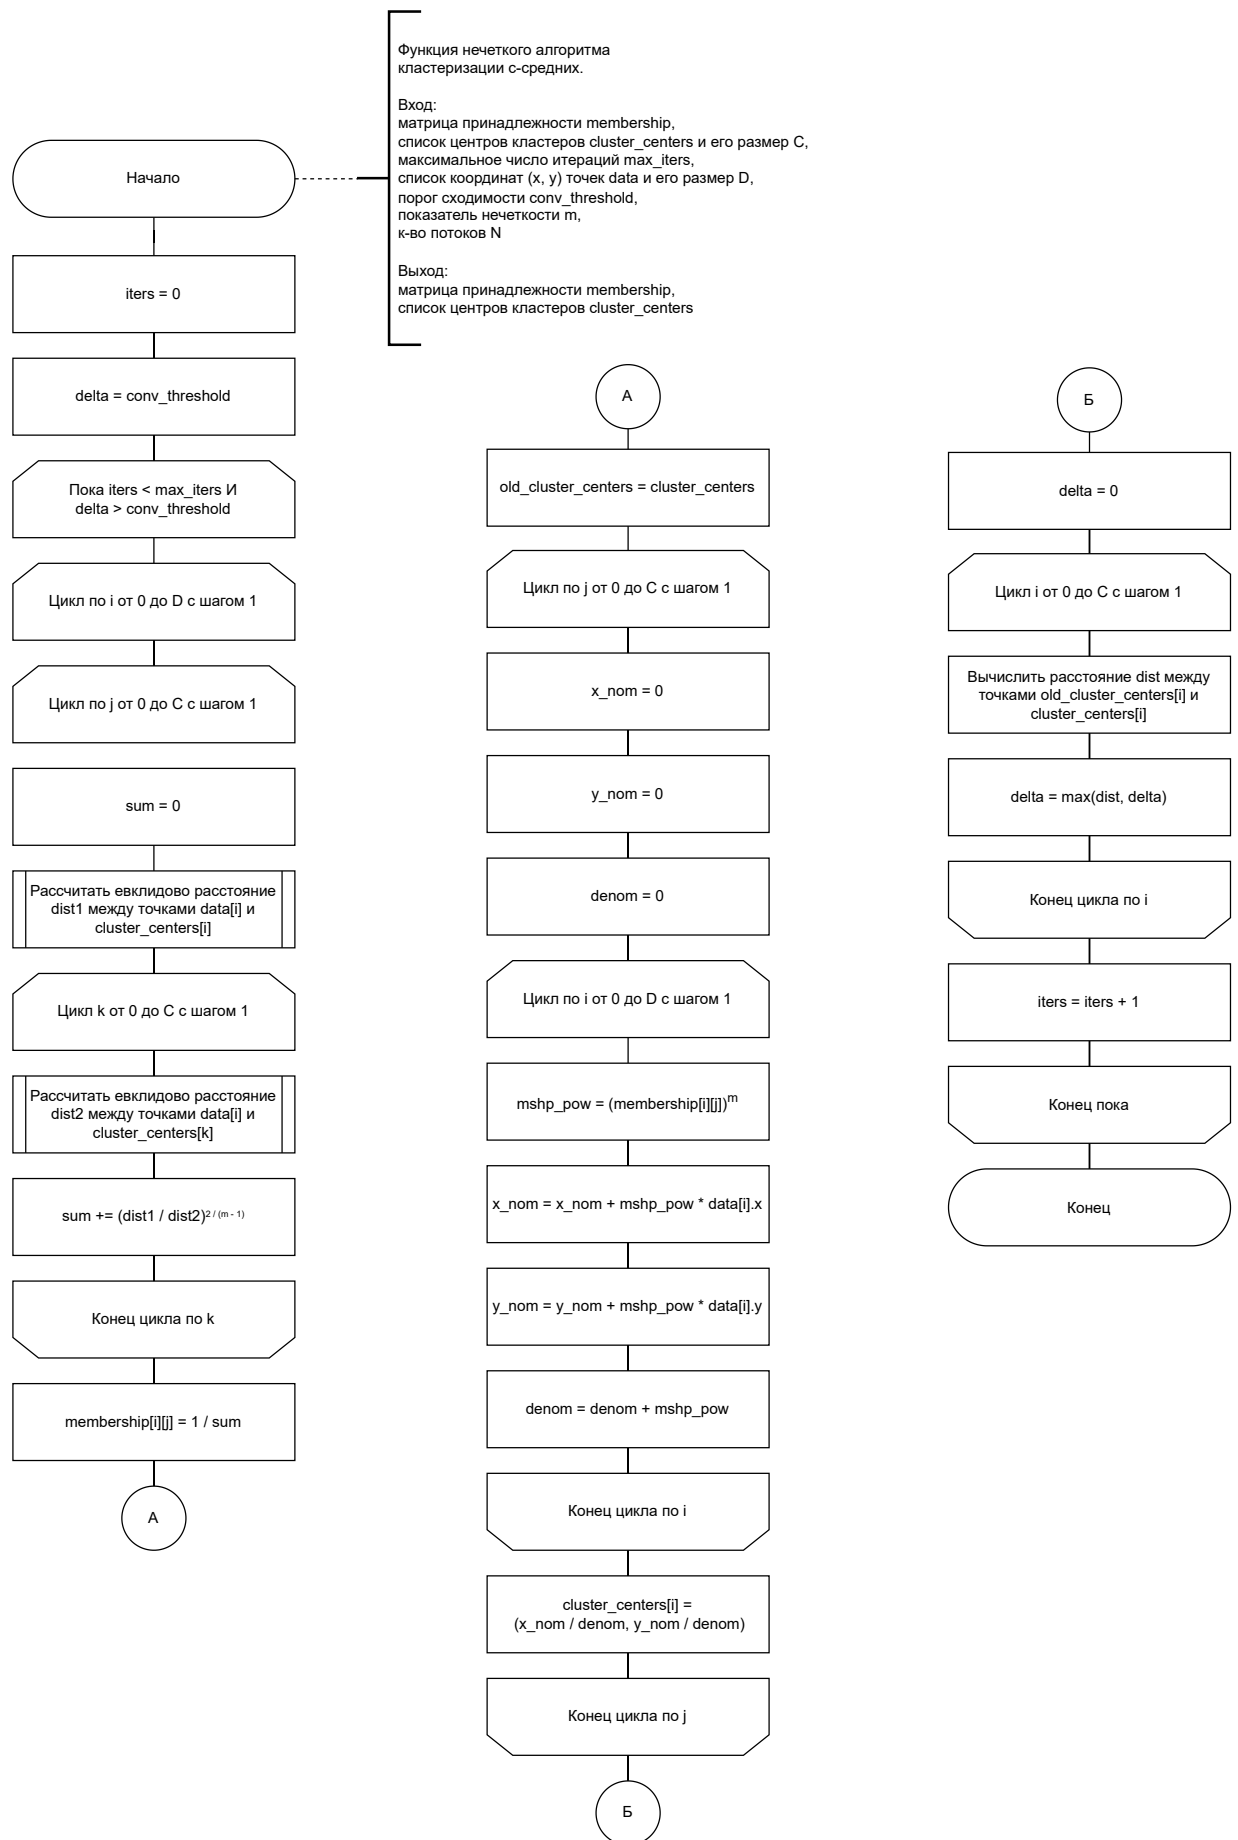 Функция нечеткого алгоритма
кластеризации c-средних.
Вход:
матрица принадлежности membership,
список центров кластеров cluster_centers и его размер C,
максимальное число итераций max_iters,
список координат (x, y) точек data и его размер D,
порог сходимости conv_threshold,
показатель нечеткости m,
к-во потоков N
Выход:
матрица принадлежности membership,
список центров кластеров cluster_centers
Начало
iters = 0
delta = conv_threshold
Пока iters < max_iters И
delta > conv_threshold
Цикл по i от 0 до D с шагом 1
Цикл по j от 0 до C с шагом 1
sum = 0
Рассчитать евклидово расстояние
dist1 между точками data[i] и
cluster_centers[i]
Цикл k от 0 до C с шагом 1
Рассчитать евклидово расстояние
dist2 между точками data[i] и
cluster_centers[k]
sum += (dist1 / dist2)^2 / (m - 1)
Конец цикла по k
membership[i][j] = 1 / sum
А
А
old_cluster_centers = cluster_centers
Цикл по j от 0 до C с шагом 1
x_nom = 0
y_nom = 0
denom = 0
Цикл по i от 0 до D с шагом 1
mshp_pow = (membership[i][j])^m
x_nom = x_nom + mshp_pow * data[i].x
y_nom = y_nom + mshp_pow * data[i].y
denom = denom + mshp_pow
Конец цикла по i
cluster_centers[i] =
(x_nom / denom, y_nom / denom)
Конец цикла по j
Б
Б
delta = 0
Цикл i от 0 до C с шагом 1
Вычислить расстояние dist между
точками old_cluster_centers[i] и
cluster_centers[i]
delta = max(dist, delta)
Конец цикла по i
iters = iters + 1
Конец пока
Конец